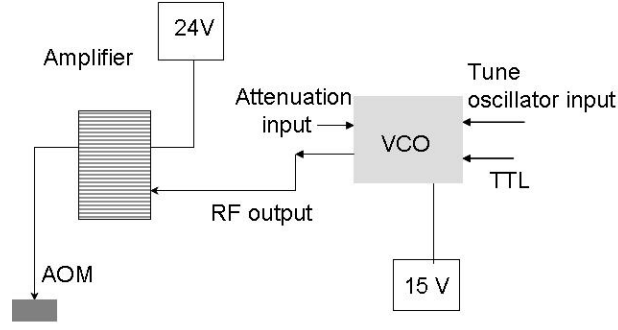 24V
Amplifier
Attenuation
input
Tune
oscillator input
VCO
TTL
RF output
AOM
15 V